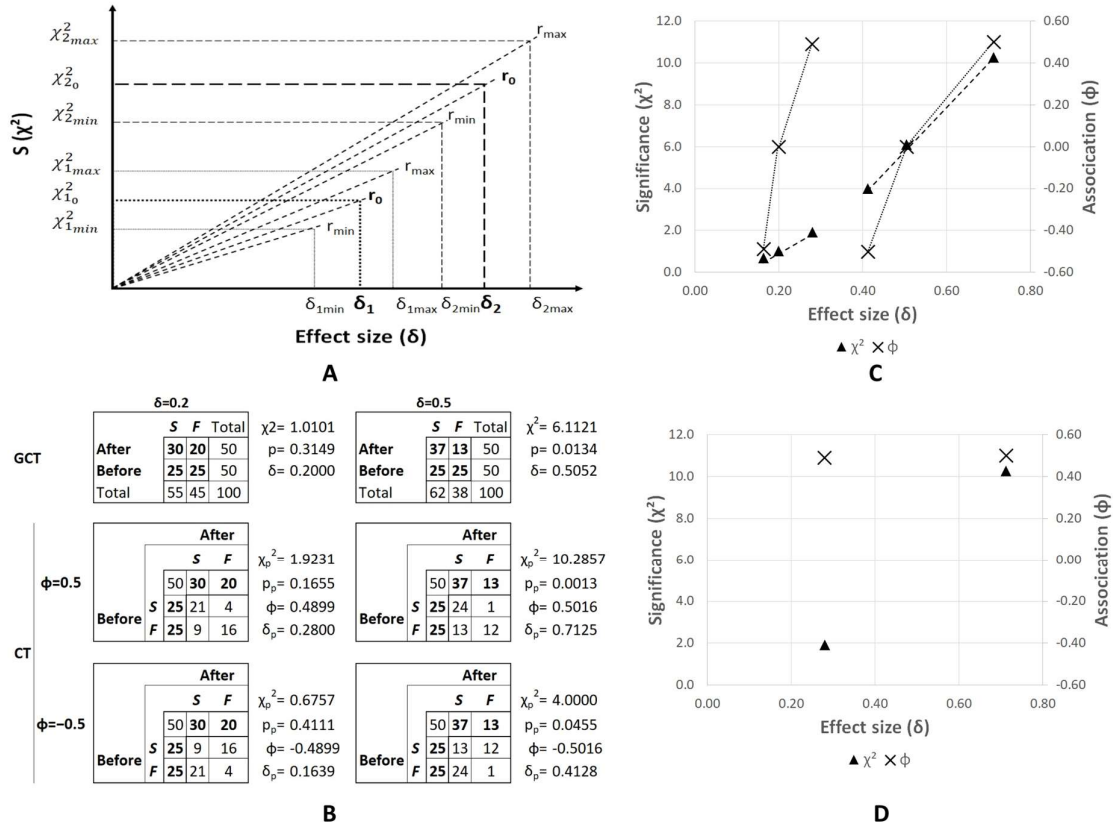 S (χ²)
χ²₂max
χ²₂₀
χ²₂min
χ²₁max
χ²₁₀
χ²₁min
rmax
r₀
rmin
rmax
r₀
rmin
δ1min δ₁ δ1max δ2min δ₂ δ2max
Effect size (δ)
A
Significance (χ²)
12.0
10.0
8.0
6.0
4.0
2.0
0.0
0.60
0.40
0.20
0.00
-0.20
-0.40
-0.60
Association (ϕ)
0.00 0.20 0.40 0.60 0.80
Effect size (δ)
χ² ϕ
C
GCT
δ=0.2
S F Total
After 30 20 50
Before 25 25 50
Total 55 45 100
χ2= 1.0101
p= 0.3149
δ= 0.2000
δ=0.5
S F Total
After 37 13 50
Before 25 25 50
Total 62 38 100
χ²= 6.1121
p= 0.0134
δ= 0.5052
CT
ϕ=0.5
After
S F
50 30 20
Before S 25 21 4
F 25 9 16
χp²= 1.9231
pp= 0.1655
ϕ= 0.4899
δp= 0.2800
After
S F
50 37 13
Before S 25 24 1
F 25 13 12
χp²= 10.2857
pp= 0.0013
ϕ= 0.5016
δp= 0.7125
ϕ=−0.5
After
S F
50 30 20
Before S 25 9 16
F 25 21 4
χp²= 0.6757
pp= 0.4111
ϕ= -0.4899
δp= 0.1639
After
S F
50 37 13
Before S 25 13 12
F 25 24 1
χp²= 4.0000
pp= 0.0455
ϕ= -0.5016
δp= 0.4128
B
Significance (χ²)
12.0
10.0
8.0
6.0
4.0
2.0
0.0
0.60
0.40
0.20
0.00
-0.20
-0.40
-0.60
Assocication (ϕ)
0.00 0.20 0.40 0.60 0.80
Effect size (δ)
χ² ϕ
D